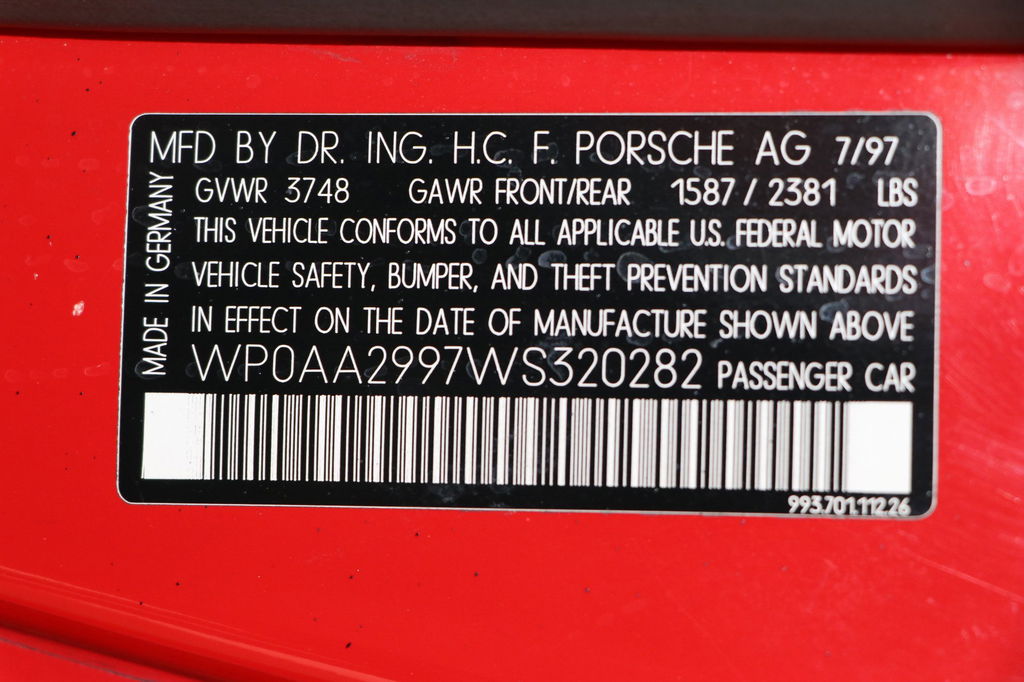 MFD BY DR. ING. H.C. F. PORSCHE AG 7/97
GVWR 3748 GAWR FRONT/REAR 1587 / 2381 LBS
THIS VEHICLE CONFORMS TO ALL APPLICABLE U.S. FEDERAL MOTOR
VEHICLE SAFETY, BUMPER, AND THEFT PREVENTION STANDARDS
IN EFFECT ON THE DATE OF MANUFACTURE SHOWN ABOVE
WP0AA2997WS320282 PASSENGER CAR
MADE IN GERMANY
993.701.112.26